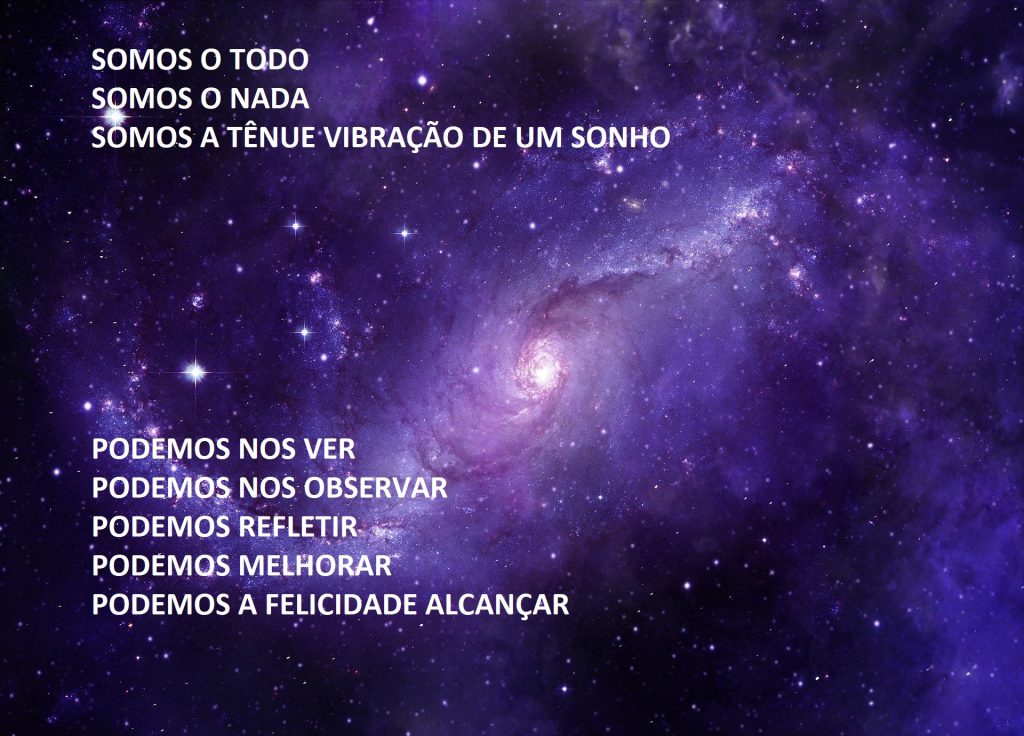 SOMOS O TODO
SOMOS O NADA
SOMOS A TÊNUE VIBRAÇÃO DE UM SONHO
PODEMOS NOS VER
PODEMOS NOS OBSERVAR
PODEMOS REFLETIR
PODEMOS MELHORAR
PODEMOS A FELICIDADE ALCANÇAR